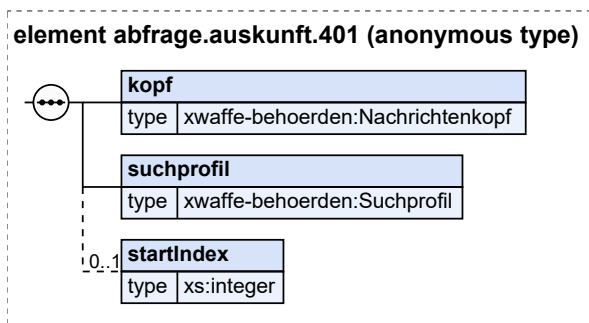 element abfrage.auskunft.401 (anonymous type)
kopf
type xwaffe-behoerden:Nachrichtenkopf
suchprofil
type xwaffe-behoerden:Suchprofil
0..1 startIndex
type xs:integer